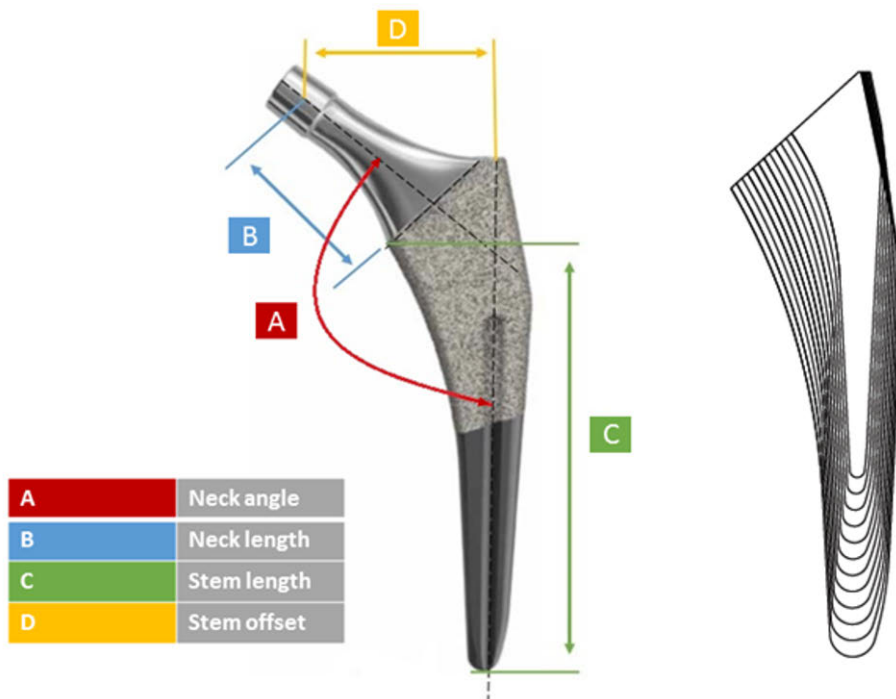 D
B
A
C
A Neck angle
B Neck length
C Stem length
D Stem offset